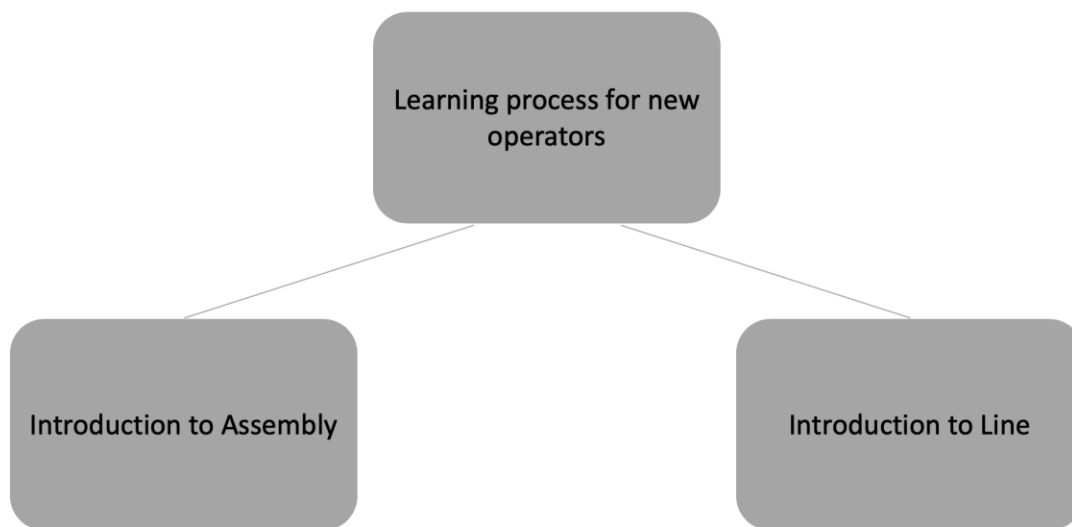 Learning process for new
operators
Introduction to Assembly
Introduction to Line